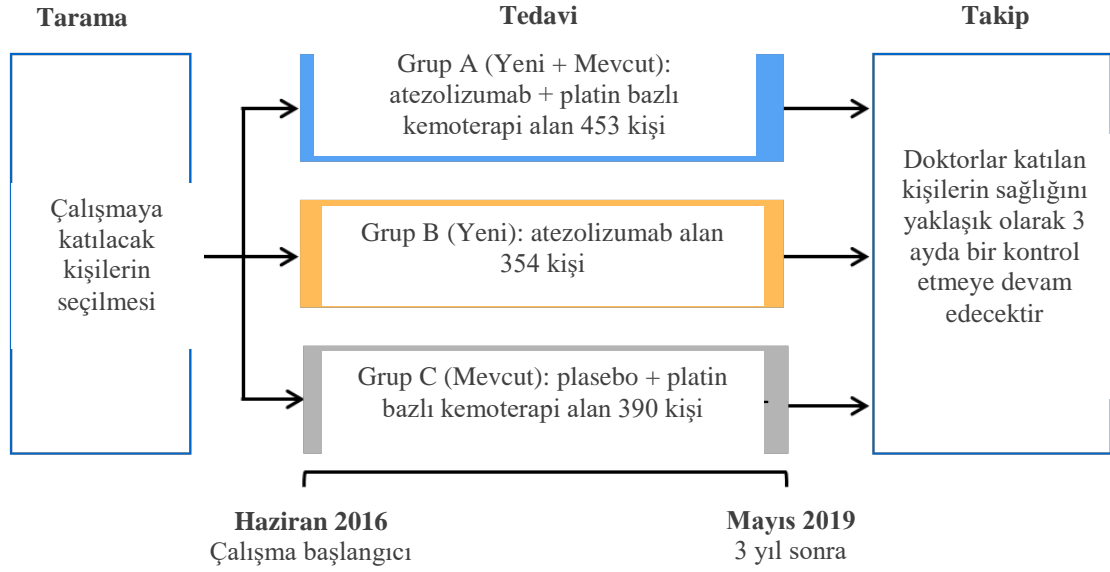 Tarama
Tedavi
Takip
Çalışmaya
katılacak
kişilerin
seçilmesi
Grup A (Yeni + Mevcut):
atezolizumab + platin bazlı
kemoterapi alan 453 kişi
Grup B (Yeni): atezolizumab alan
354 kişi
Grup C (Mevcut): plasebo + platin
bazlı kemoterapi alan 390 kişi
Doktorlar katılan
kişilerin sağlığını
yaklaşık olarak 3
ayda bir kontrol
etmeye devam
edecektir
Haziran 2016
Çalışma başlangıcı
Mayıs 2019
3 yıl sonra